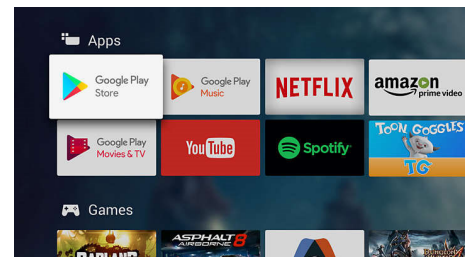 Apps
Google Play
Store
Google Play
Music
NETFLIX
amazon
prime video
Google Play
Movies & TV
YouTube
Spotify
TOON GOGGLES
TG
Games
BADLAND
ASPHALT 8
AIRBORNE